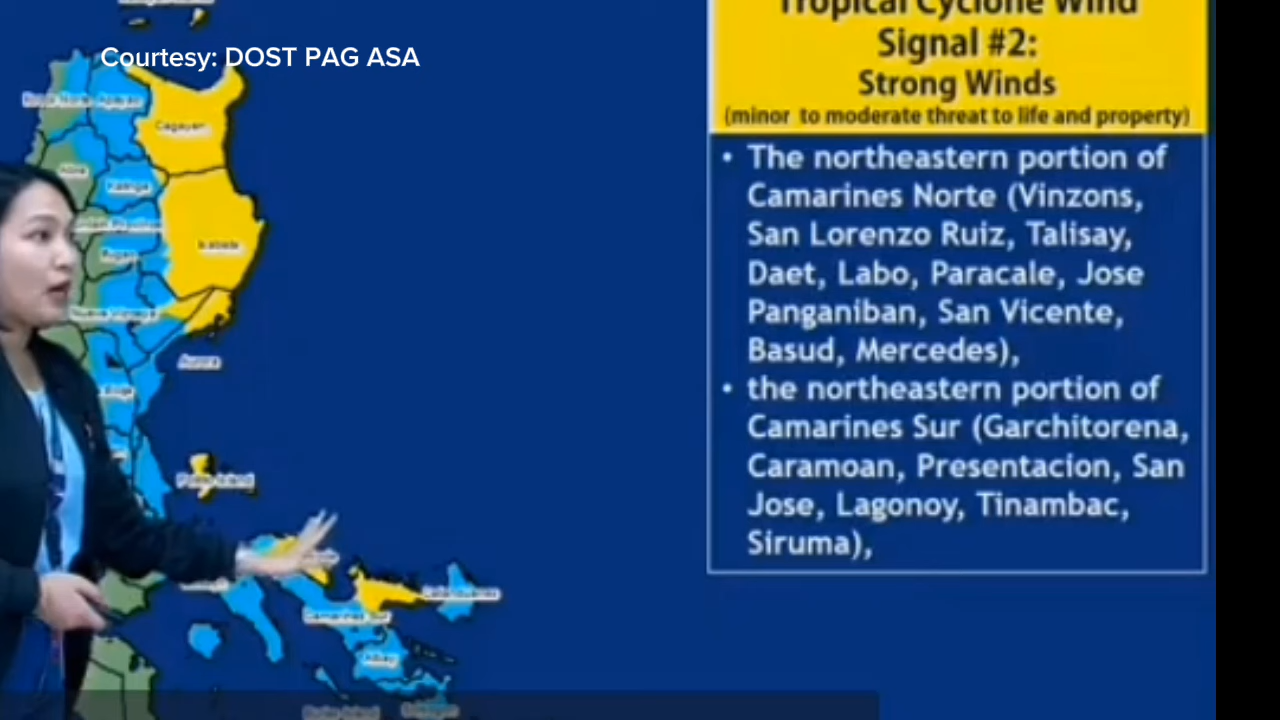 Courtesy: DOST PAG ASA
Tropical Cyclone Wind
Signal #2:
Strong Winds
(minor to moderate threat to life and property)
• The northeastern portion of
Camarines Norte (Vinzons,
San Lorenzo Ruiz, Talisay,
Daet, Labo, Paracale, Jose
Panganiban, San Vicente,
Basud, Mercedes),
• the northeastern portion of
Camarines Sur (Garchitorena,
Caramoan, Presentacion, San
Jose, Lagonoy, Tinambac,
Siruma),
Cagayan
Kalinga
Isabela
Aurora
Camarines Sur
Albay